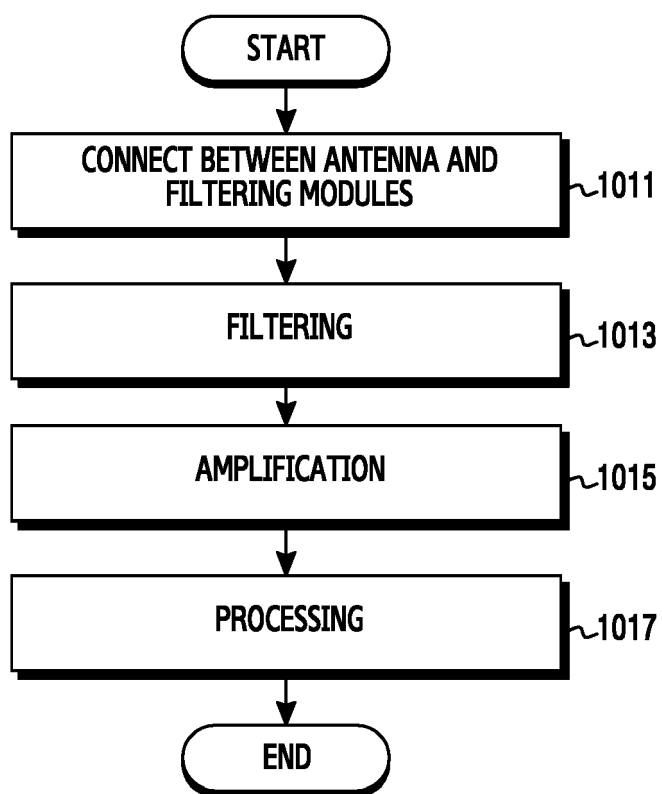 START
CONNECT BETWEEN ANTENNA AND
FILTERING MODULES
1011
FILTERING
1013
AMPLIFICATION
1015
PROCESSING
1017
END